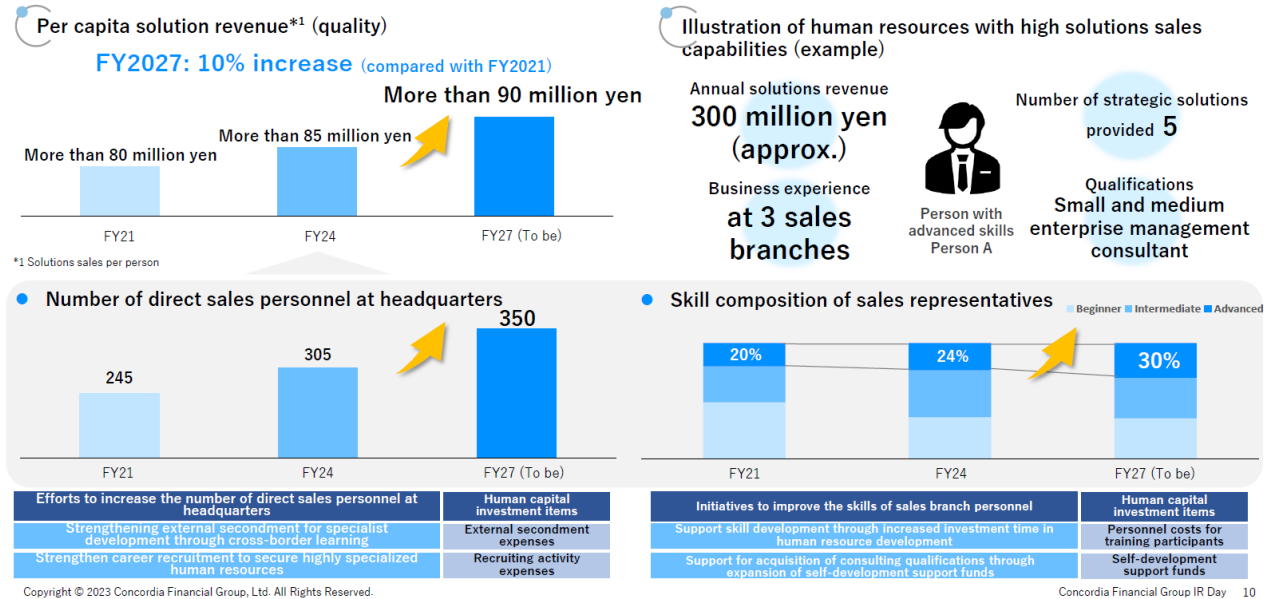 Per capita solution revenue*1 (quality)
FY2027: 10% increase (compared with FY2021)
More than 90 million yen
More than 85 million yen
More than 80 million yen
FY21
FY24
FY27 (To be)
*1 Solutions sales per person
Illustration of human resources with high solutions sales
capabilities (example)
Annual solutions revenue
300 million yen
(approx.)
Business experience
at 3 sales
branches
Person with
advanced skills
Person A
Number of strategic solutions
provided 5
Qualifications
Small and medium
enterprise management
consultant
Number of direct sales personnel at headquarters
245
305
350
FY21
FY24
FY27 (To be)
Skill composition of sales representatives
Beginner Intermediate Advanced
20%
24%
30%
FY21
FY24
FY27 (To be)
Efforts to increase the number of direct sales personnel at
headquarters
Human capital
investment items
Strengthening external secondment for specialist
development through cross-border learning
External secondment
expenses
Strengthen career recruitment to secure highly specialized
human resources
Recruiting activity
expenses
Initiatives to improve the skills of sales branch personnel
Human capital
investment items
Support skill development through increased investment time in
human resource development
Personnel costs for
training participants
Support for acquisition of consulting qualifications through
expansion of self-development support funds
Self-development
support funds
Copyright © 2023 Concordia Financial Group, Ltd. All Rights Reserved.
Concordia Financial Group IR Day 10